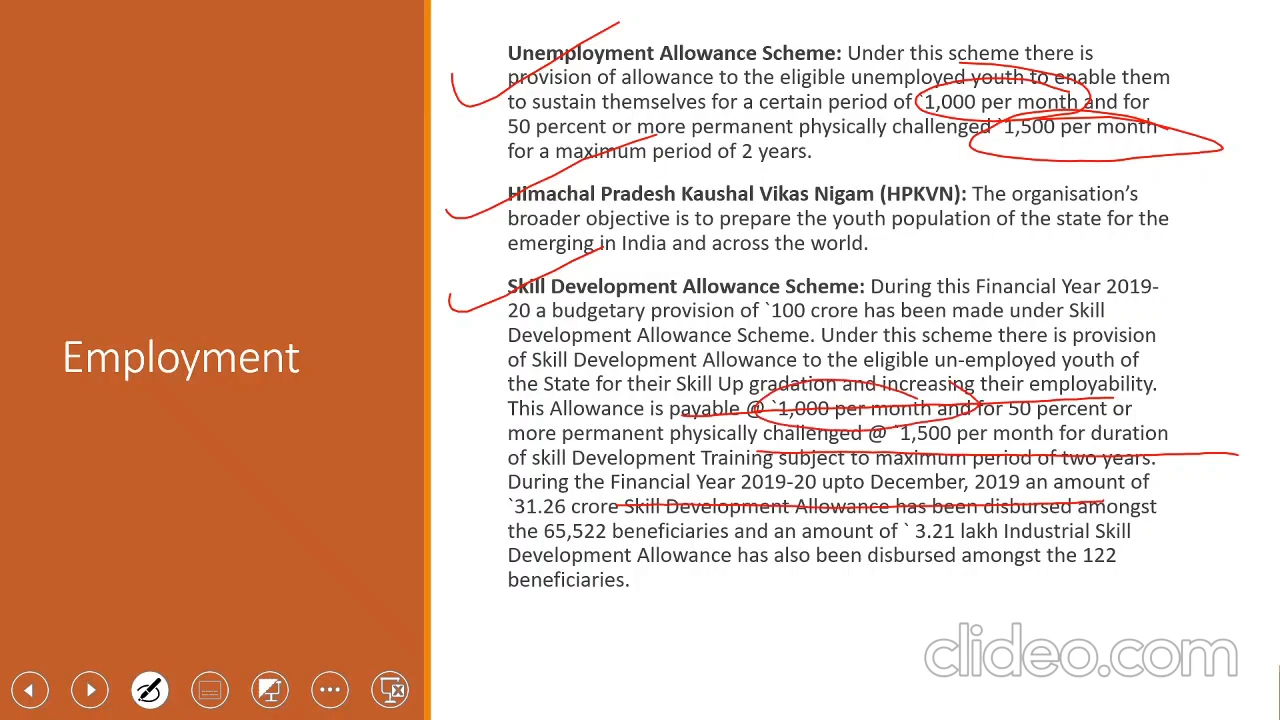 Employment
Unemployment Allowance Scheme: Under this scheme there is
provision of allowance to the eligible unemployed youth to enable them
to sustain themselves for a certain period of `1,000 per month and for
50 percent or more permanent physically challenged `1,500 per month
for a maximum period of 2 years.
Himachal Pradesh Kaushal Vikas Nigam (HPKVN): The organisation’s
broader objective is to prepare the youth population of the state for the
emerging in India and across the world.
Skill Development Allowance Scheme: During this Financial Year 2019-
20 a budgetary provision of `100 crore has been made under Skill
Development Allowance Scheme. Under this scheme there is provision
of Skill Development Allowance to the eligible un-employed youth of
the State for their Skill Up gradation and increasing their employability.
This Allowance is payable @ `1,000 per month and for 50 percent or
more permanent physically challenged @ `1,500 per month for duration
of skill Development Training subject to maximum period of two years.
During the Financial Year 2019-20 upto December, 2019 an amount of
`31.26 crore Skill Development Allowance has been disbursed amongst
the 65,522 beneficiaries and an amount of ` 3.21 lakh Industrial Skill
Development Allowance has also been disbursed amongst the 122
beneficiaries.
clideo.com